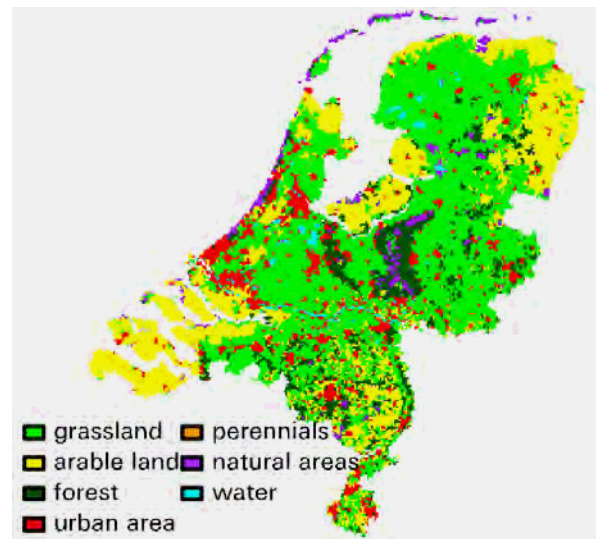 grassland perennials
arable land natural areas
forest water
urban area